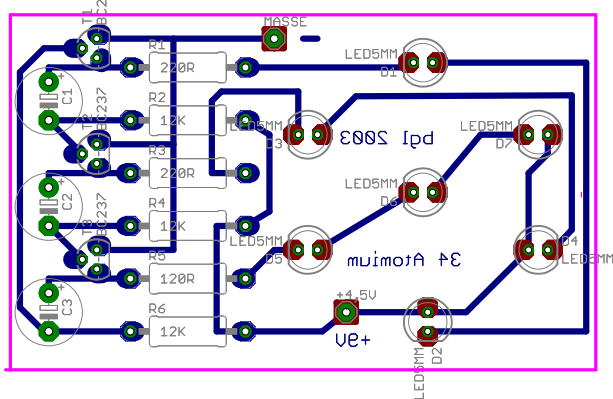 T1
BC2
MASSE
R1
220R
LED5MM
D1
C1
R2
12K
T2
BC237
LED5MM
D3
bgl 2003
LED5MM
D7
R3
220R
C2
LED5MM
D6
R4
12K
T3
BC237
LED5MM
D5
34 Atomium
D4
LED5MM
R5
120R
C3
+4.5V
R6
12K
+9V
D2
LED5MM